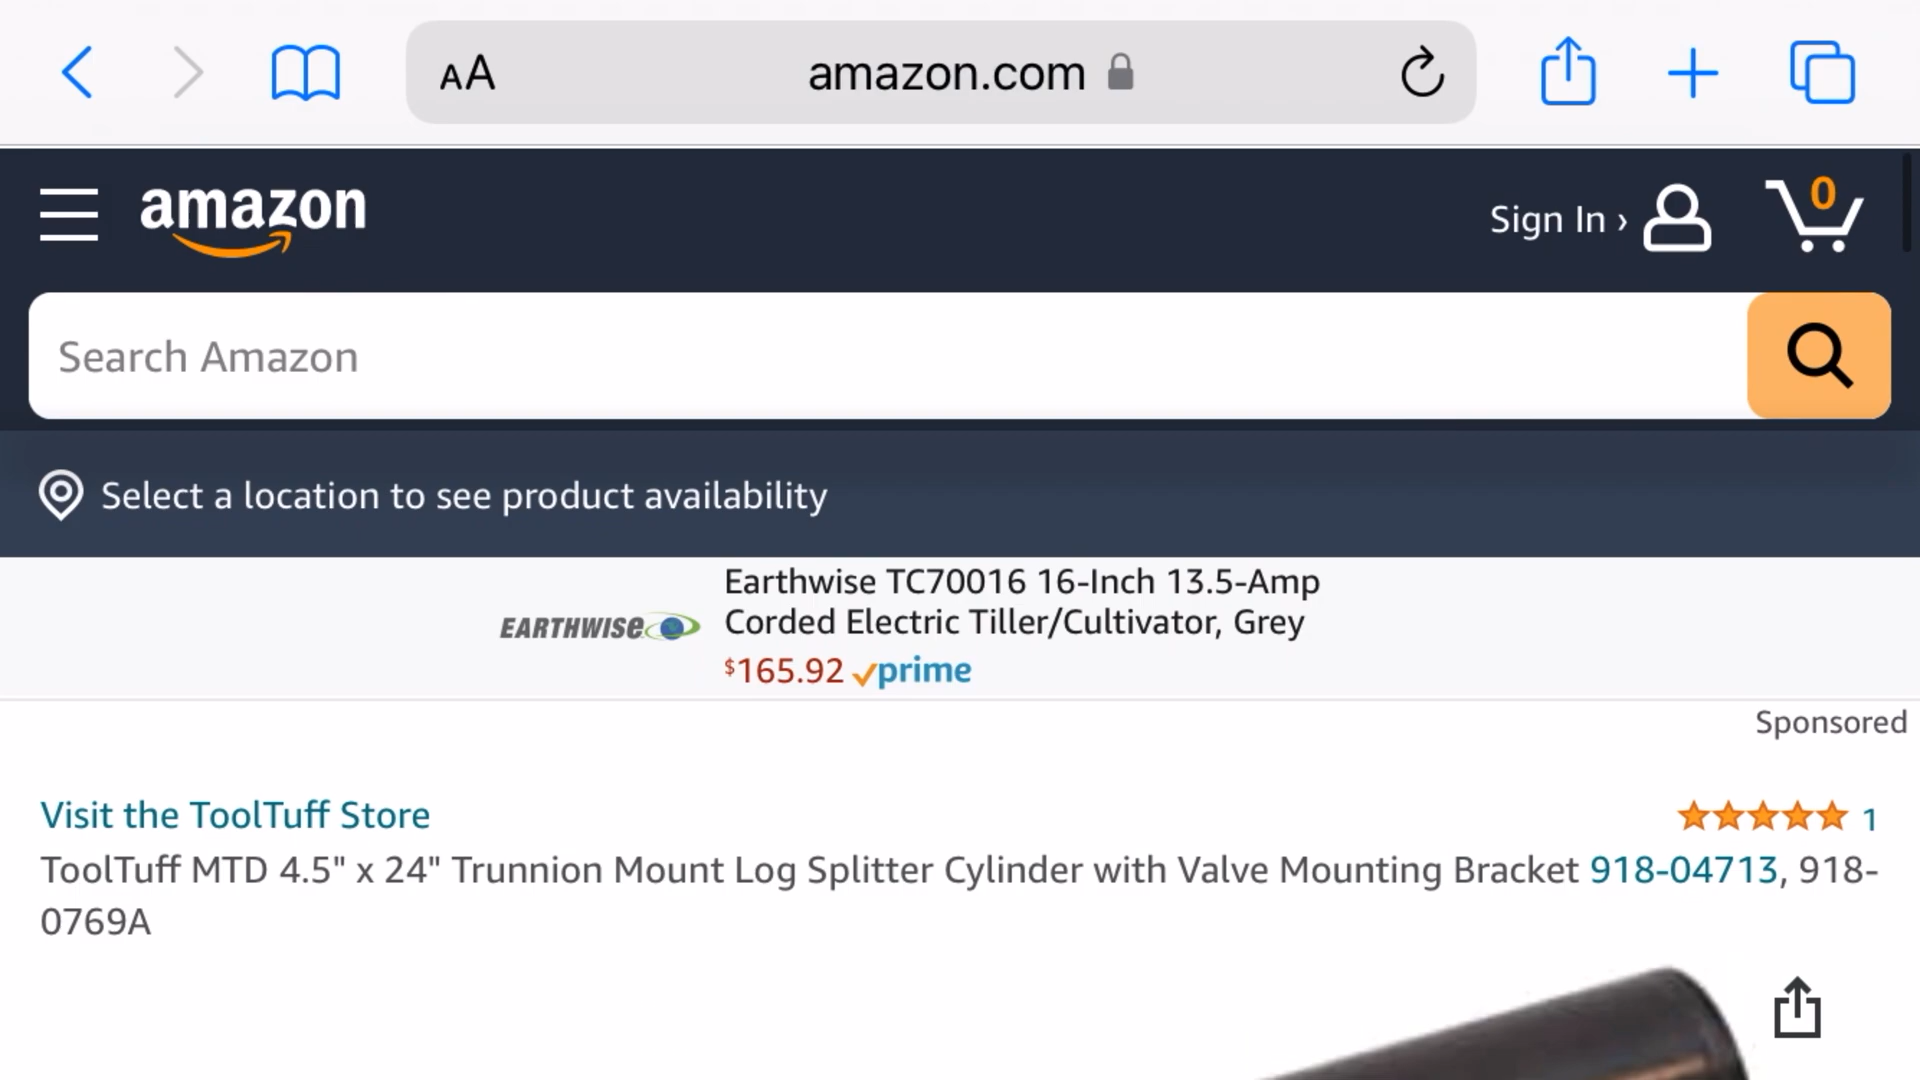 AA
amazon.com
amazon
Sign In ›
0
Search Amazon
Select a location to see product availability
EARTHWISE
Earthwise TC70016 16-Inch 13.5-Amp
Corded Electric Tiller/Cultivator, Grey
$165.92 prime
Sponsored
Visit the ToolTuff Store
1
ToolTuff MTD 4.5" x 24" Trunnion Mount Log Splitter Cylinder with Valve Mounting Bracket 918-04713, 918-
0769A